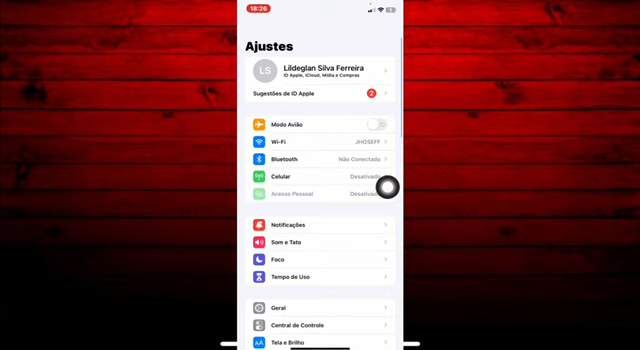 18:26
Ajustes
LS
Lildeglan Silva Ferreira
ID Apple, iCloud, Mídia e Compras
Sugestões de ID Apple 2
Modo Avião
Wi-Fi JHOSEFF
Bluetooth Não Conectado
Celular Desativado
Acesso Pessoal Desativado
Notificações
Som e Tato
Foco
Tempo de Uso
Geral
Central de Controle
AA Tela e Brilho